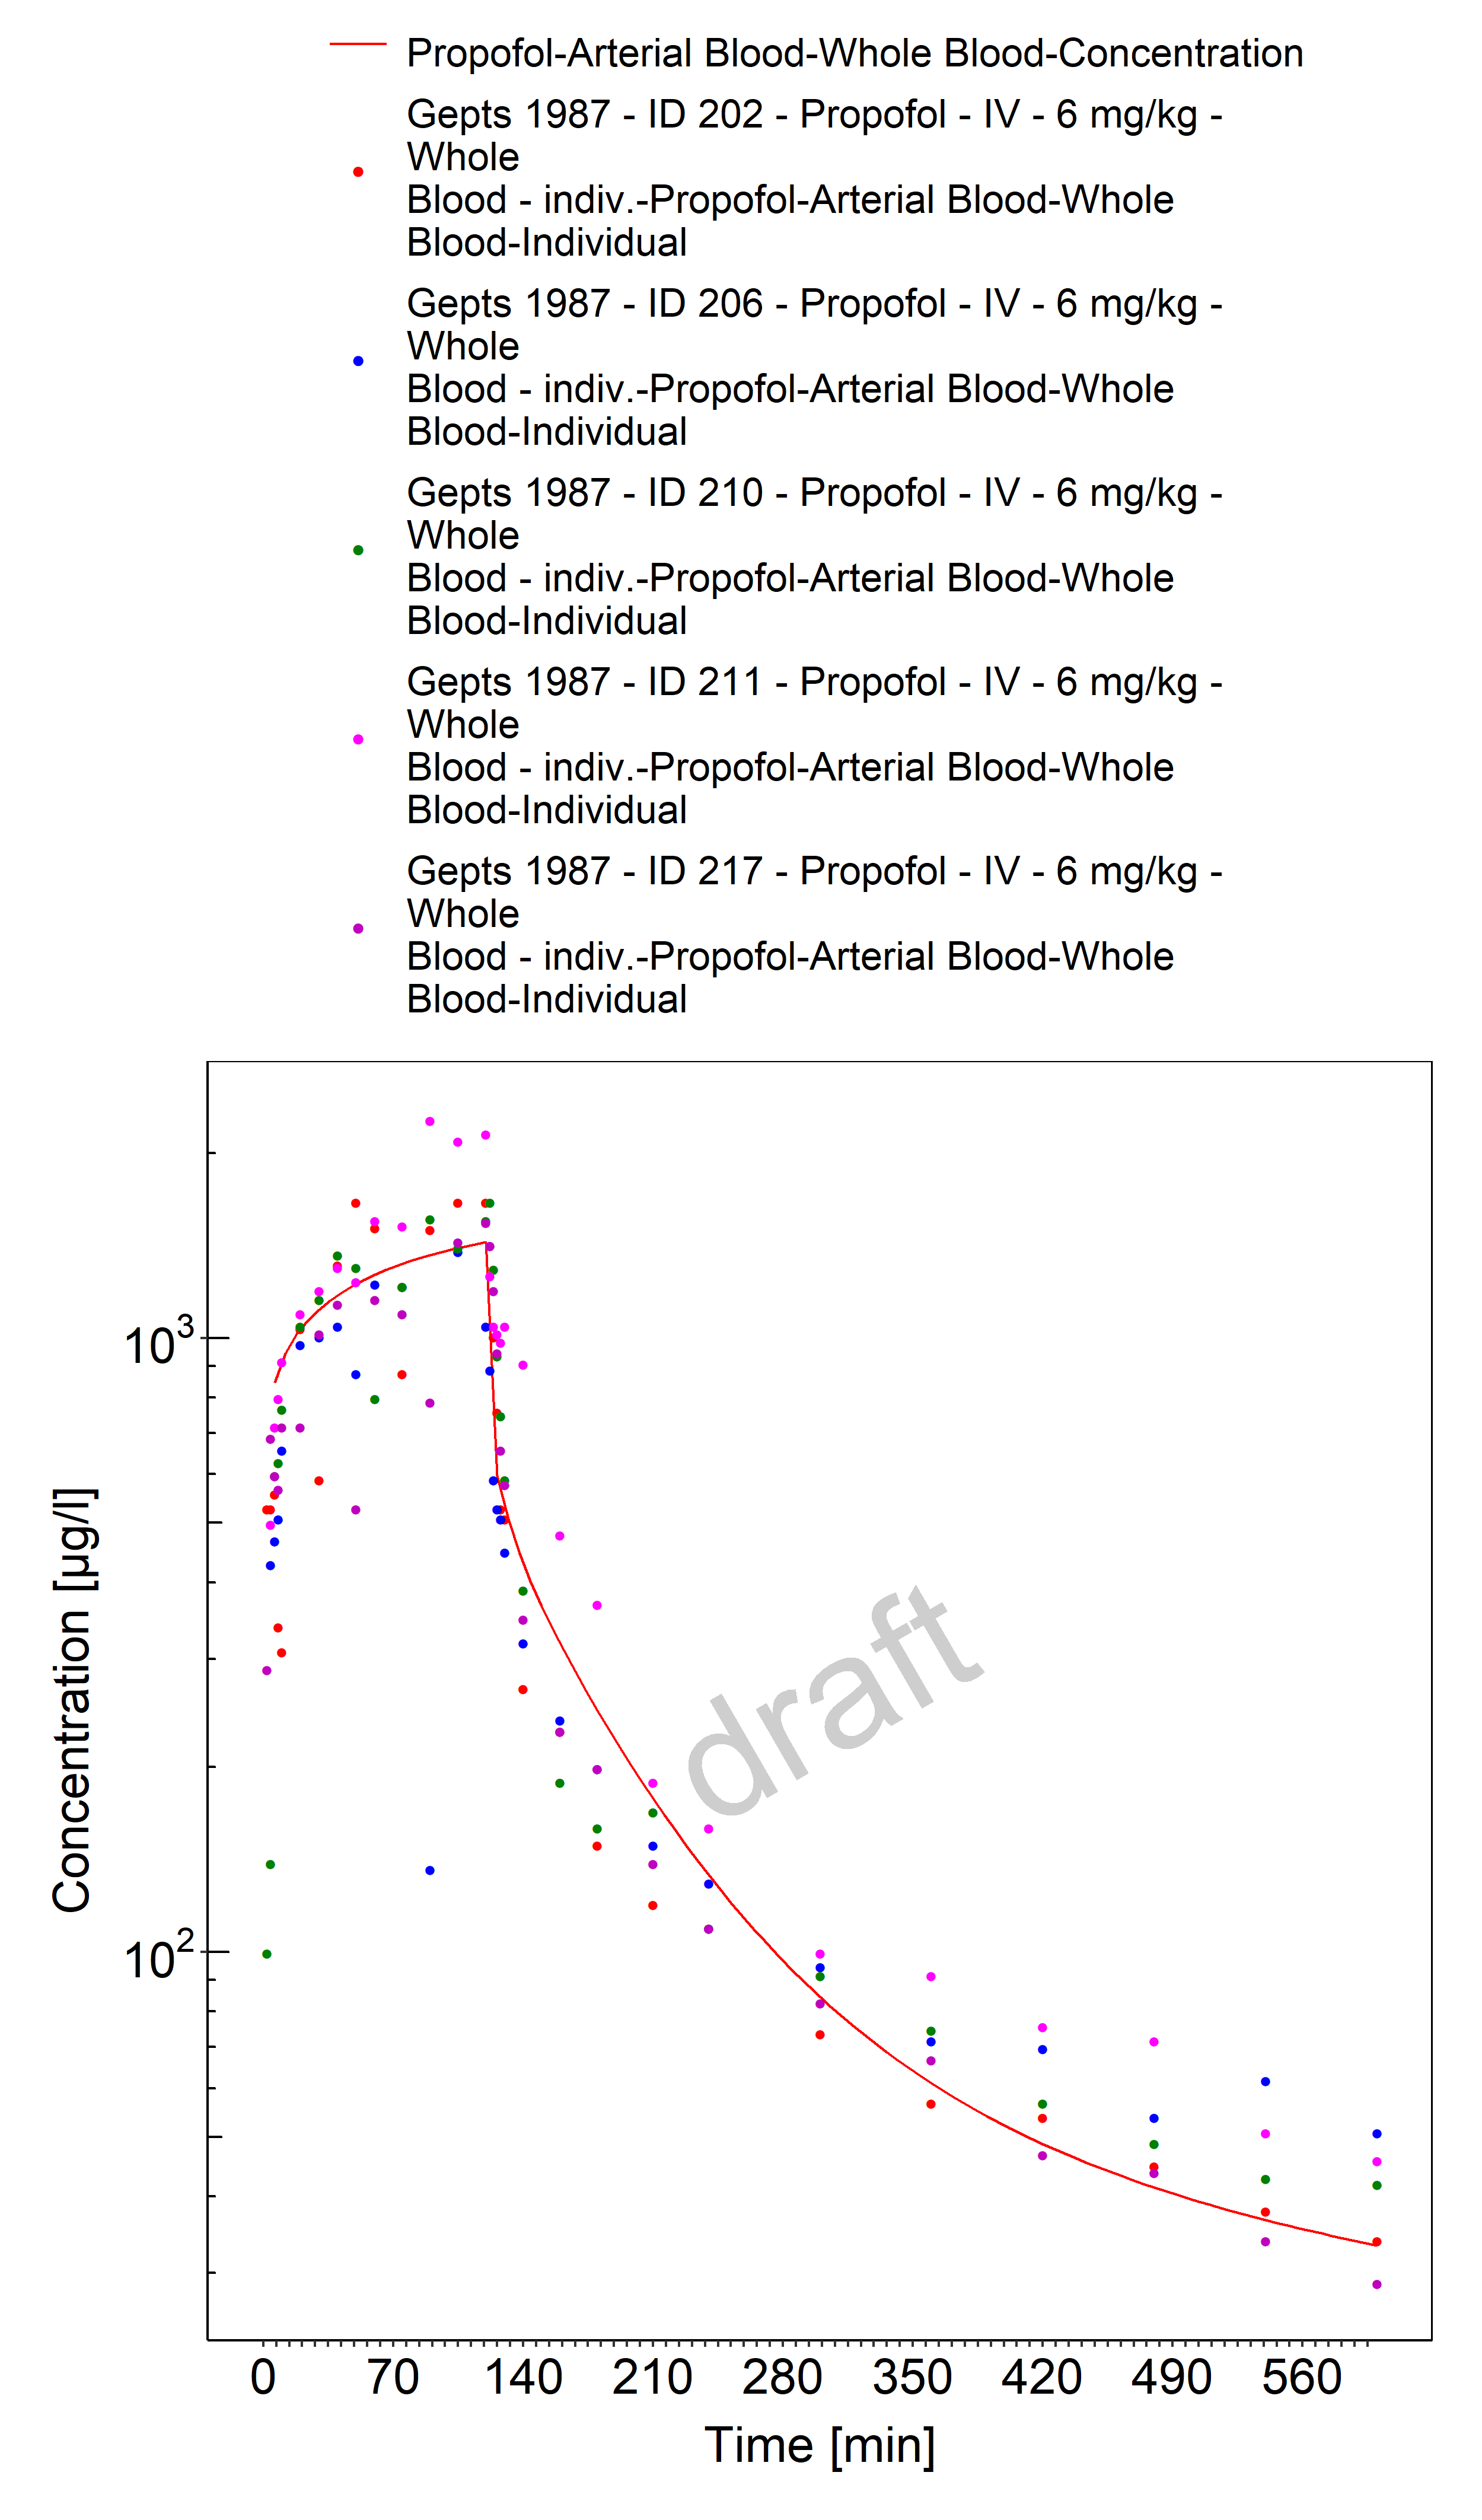 Propofol-Arterial Blood-Whole Blood-Concentration
Gepts 1987 - ID 202 - Propofol - IV - 6 mg/kg -
Whole
Blood - indiv.-Propofol-Arterial Blood-Whole
Blood-Individual
Gepts 1987 - ID 206 - Propofol - IV - 6 mg/kg -
Whole
Blood - indiv.-Propofol-Arterial Blood-Whole
Blood-Individual
Gepts 1987 - ID 210 - Propofol - IV - 6 mg/kg -
Whole
Blood - indiv.-Propofol-Arterial Blood-Whole
Blood-Individual
Gepts 1987 - ID 211 - Propofol - IV - 6 mg/kg -
Whole
Blood - indiv.-Propofol-Arterial Blood-Whole
Blood-Individual
Gepts 1987 - ID 217 - Propofol - IV - 6 mg/kg -
Whole
Blood - indiv.-Propofol-Arterial Blood-Whole
Blood-Individual
10³
10²
Concentration [µg/l]
draft
0 70 140 210 280 350 420 490 560
Time [min]